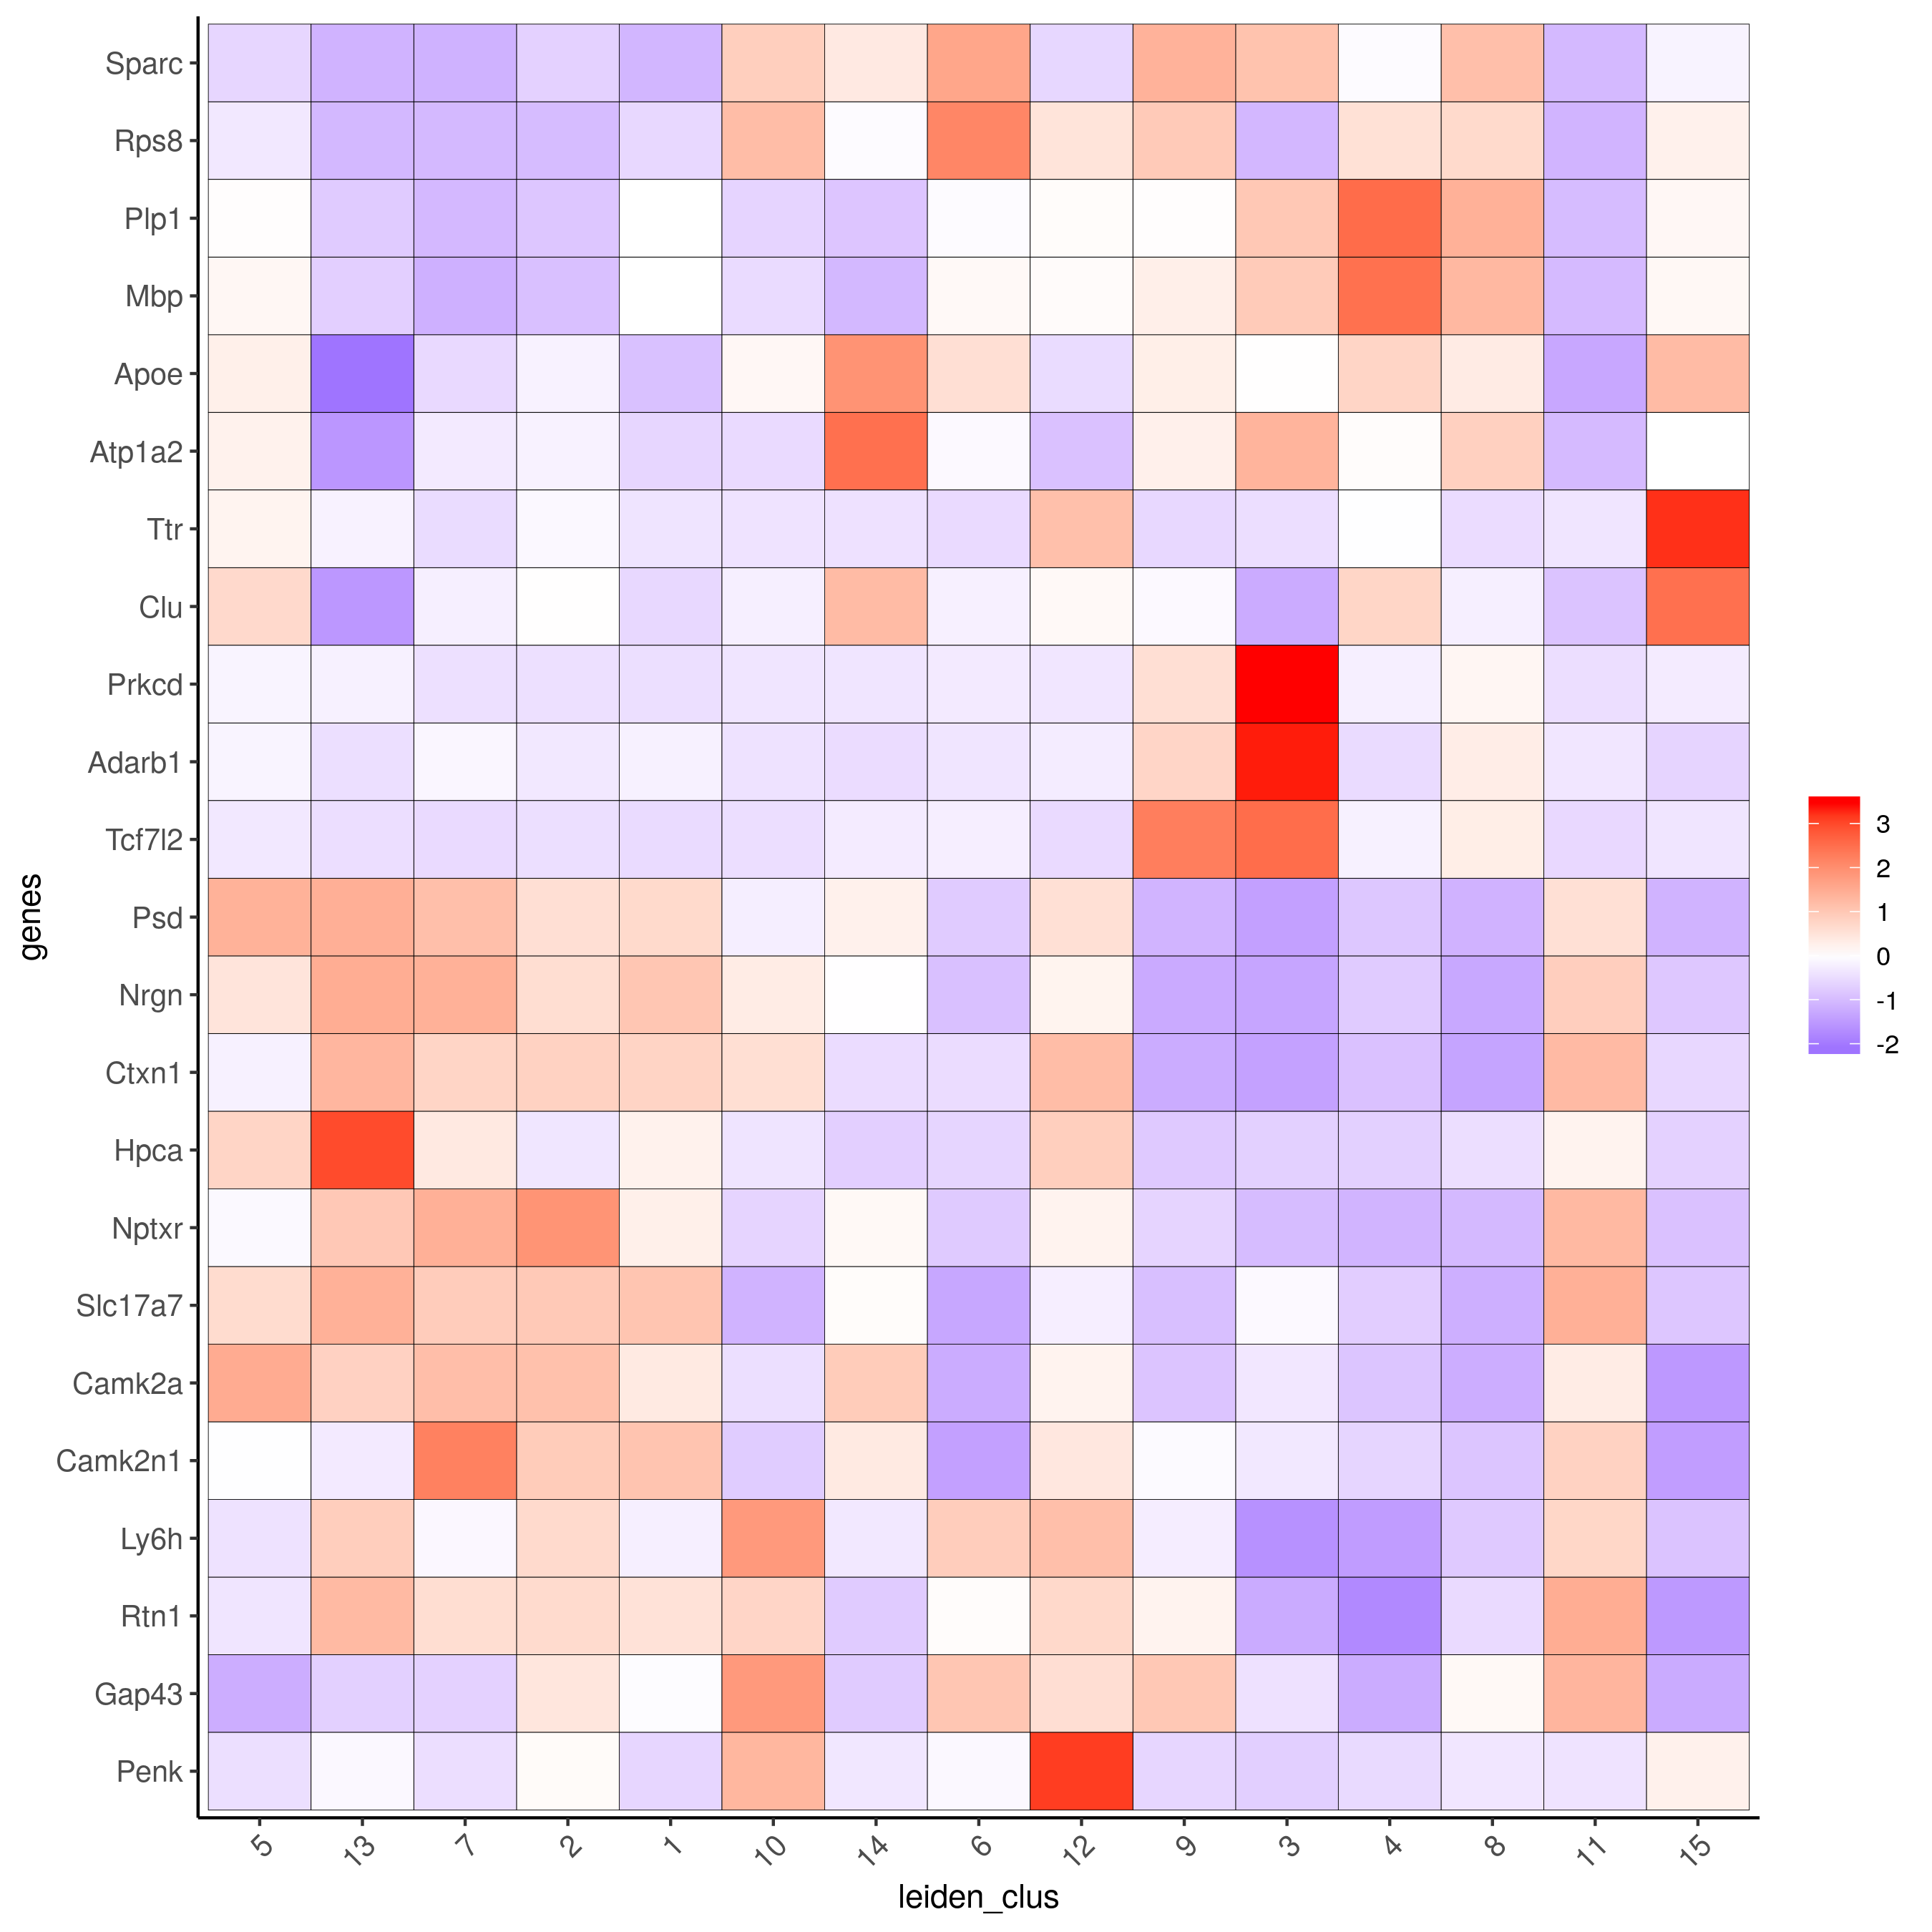 Sparc
Rps8
Plp1
Mbp
Apoe
Atp1a2
Ttr
Clu
Prkcd
Adarb1
Tcf7l2
Psd
Nrgn
Ctxn1
Hpca
Nptxr
Slc17a7
Camk2a
Camk2n1
Ly6h
Rtn1
Gap43
Penk
genes
5 13 7 2 1 10 14 6 12 9 3 4 8 11 15
leiden_clus
3
2
1
0
-1
-2